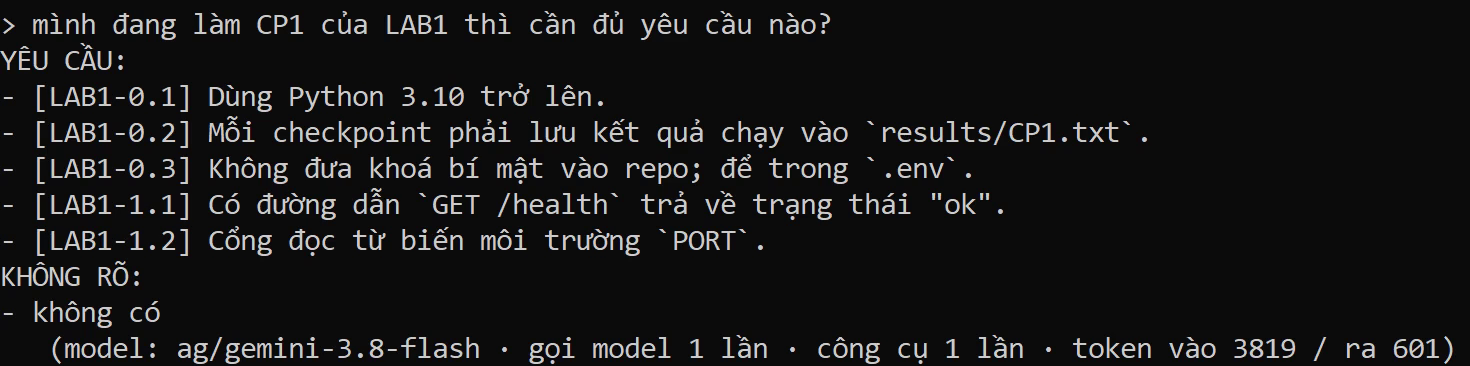 > mình đang làm CP1 của LAB1 thì cần đủ yêu cầu nào?
YÊU CẦU:
- [LAB1-0.1] Dùng Python 3.10 trở lên.
- [LAB1-0.2] Mỗi checkpoint phải lưu kết quả chạy vào `results/CP1.txt`.
- [LAB1-0.3] Không đưa khoá bí mật vào repo; để trong `.env`.
- [LAB1-1.1] Có đường dẫn `GET /health` trả về trạng thái "ok".
- [LAB1-1.2] Cổng đọc từ biến môi trường `PORT`.
KHÔNG RÕ:
- không có
(model: ag/gemini-3.8-flash · gọi model 1 lần · công cụ 1 lần · token vào 3819 / ra 601)